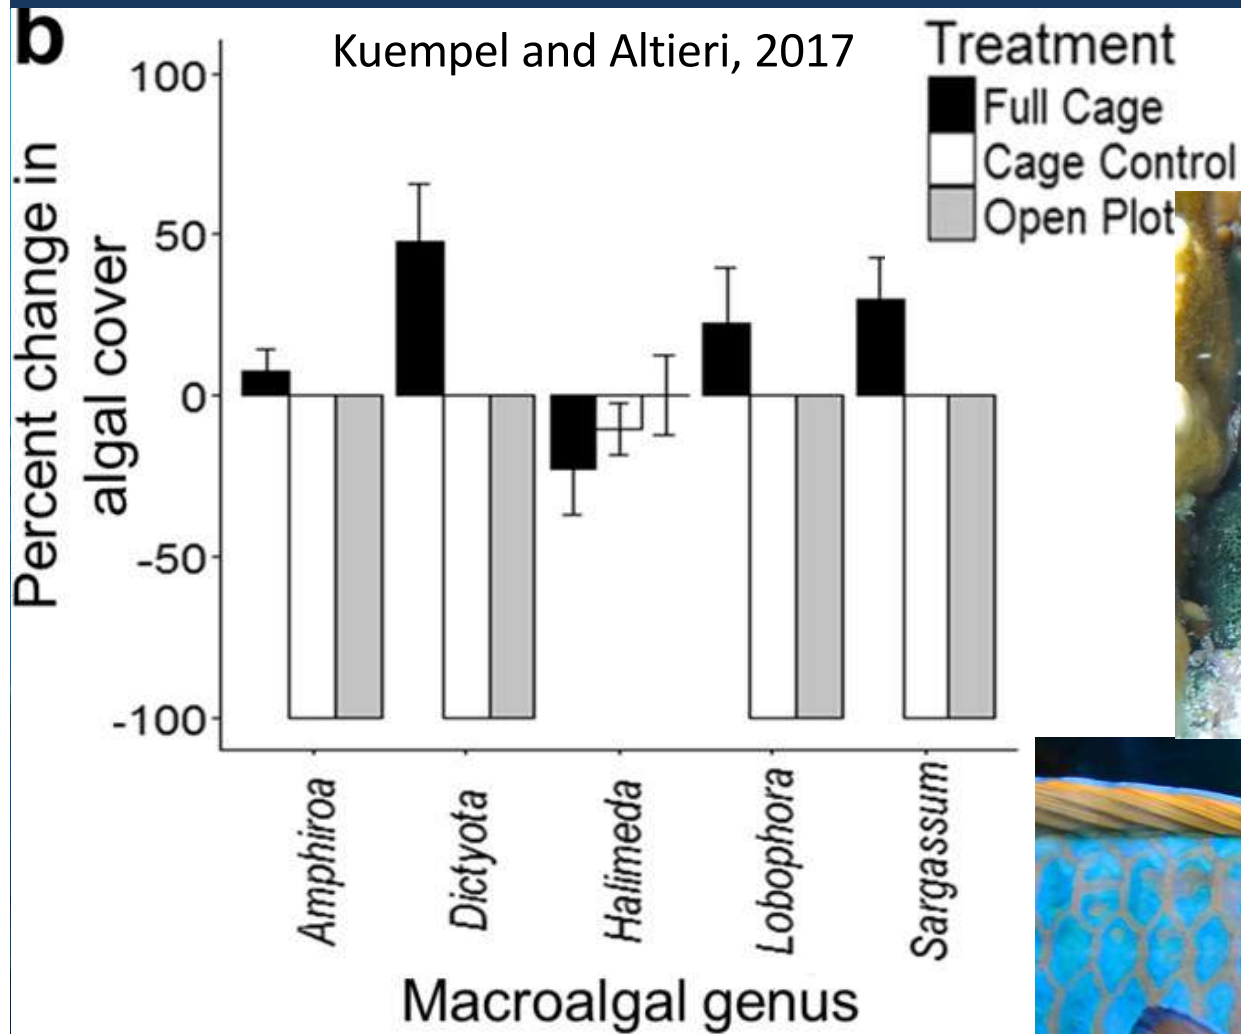 b
Kuempel and Altieri, 2017
Treatment
Full Cage
Cage Control
Open Plot
Percent change in
algal cover
100
50
0
-50
-100
Amphiroa
Dictyota
Halimeda
Lobophora
Sargassum
Macroalgal genus